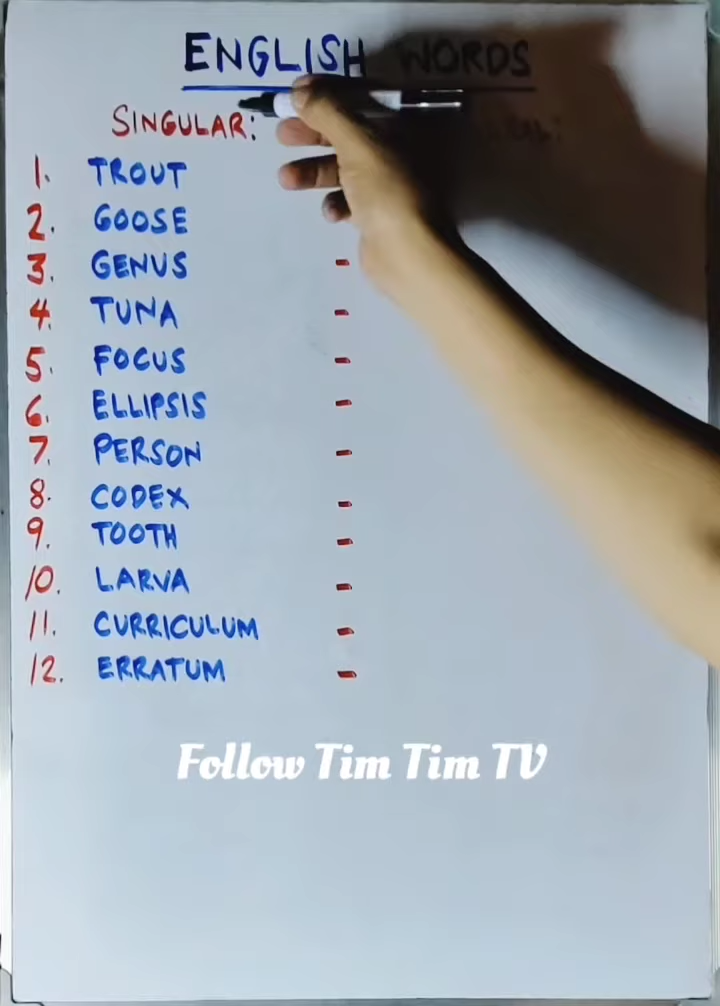 ENGLISH WORDS
SINGULAR:
1. TROUT
2. GOOSE
3. GENUS -
4. TUNA -
5. FOCUS -
6. ELLIPSIS -
7. PERSON -
8. CODEX -
9. TOOTH -
10. LARVA -
11. CURRICULUM -
12. ERRATUM -
Follow Tim Tim TV